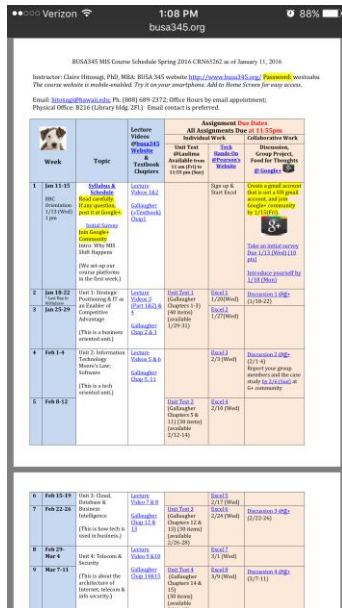 Verizon
1:08 PM
88%
busa345.org
BUSA345 MIS Course Schedule Spring 2016 CRN65262 as of January 11, 2016
Instructor: Claire Hitosugi, PhD, MBA; BUSA 345 website http://www.busa345.org/ Password: westoahu
The course website is mobile-enabled. Try it on your smartphone. Add to Home Screen for easy access.
Email: hitosugi@hawaii.edu, Ph. (808) 689-2372; Office Hours by email appointment;
Physical Office: B216 (Library bldg. 2Fl.) Email contact is preferred.
Week
Topic
Lecture
Videos
@busa345
Website
&
Textbook
Chapters
Assignment Due Dates
All Assignments Due at 11:55pm
Individual Work
Collaborative Work
Unit Test
@Laulima
Available from
11 am (Fri) to
11:55 pm (Sun)
Tech
Hands-On
@Pearson's
Website
Discussion,
Group Project,
Food for Thoughts
@ Google+
1
Jan 11-15
Orientation
1/13 (Wed)
1 pm
Syllabus &
Schedule
Read carefully.
If any question,
post it at Google+
Initial Survey
Join Google+
Community
Intro: Why MIS
Shift Happens
(We set up our
course platforms
in the first week.)
Lecture
Videos 1&2
Gallaugher
(=Textbook)
Chap1
Sign up &
Start Excel
Create a gmail account
that is not a UH gmail
account, and join
Google+ community
by 1/15(Fri).
g+
Take an initial survey
Due 1/13 (Wed) (10
pts)
Introduce yourself by
1/18 (Mon)
2
Jan 18-22
3
Jan 25-29
Unit 1: Strategic
Positioning & IT as
an Enabler of
Competitive
Advantage
(This is a business
oriented unit.)
Lecture
Videos 3
(Part 1&2) &
4
Gallaugher
Chap 2 & 3
Unit Test 1
(Gallaugher
Chapters 1-3)
(40 items)
(available
1/29-31)
Excel 1
1/20(Wed)
Excel 2
1/27(Wed)
Discussion 1 @g+
(1/18-22)
4
Feb 1-4
Unit 2: Information
Technology
Moore's Law;
Software
(This is a tech
oriented unit.)
Lecture
Videos 5 & 6
Gallaugher
Chap 5, 11
Excel 3
2/3 (Wed)
Discussion 2 @g+
(2/1-4)
Report your group
members and the case
study by 2/6 (Sun) at
G+ community
5
Feb 8-12
Unit Test 2
(Gallaugher
Chapters 5 &
11) (30 items)
(available
2/12-14)
Excel 4
2/10 (Wed)
6
Feb 15-19
7
Feb 22-26
Unit 3: Cloud,
Database &
Business
Intelligence
(This is how tech is
used in business.)
Lecture
Video 7 & 8
Gallaugher
Chap 12 &
13
Unit Test 3
(Gallaugher
Chapters 12 &
13) (30 items)
(available
2/26-28)
Excel 5
2/17 (Wed)
Excel 6
2/24 (Wed)
Discussion 3 @g+
(2/22-26)
8
Feb 29-
Mar 4
9
Mar 7-11
Unit 4: Telecom &
Security
(This is about the
architecture of
Internet, telecom &
info security.)
Lecture
Video 9 &10
Gallaugher
Chap 14&15
Unit Test 4
(Gallaugher
Chapters 14 &
15)
(30 items)
(available
Excel 7
3/1 (Wed)
Excel 8
3/9 (Wed)
Discussion 4 @g+
(3/7-11)